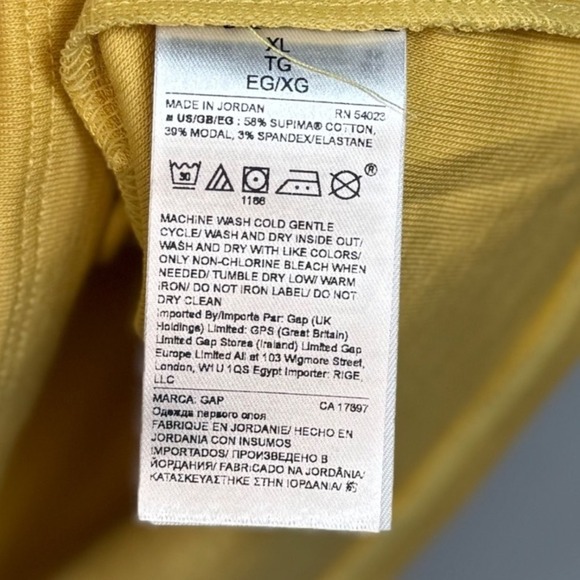 XL
TG
EG/XG
MADE IN JORDAN RN 54023
US/GB/EG : 58% SUPIMA® COTTON,
39% MODAL, 3% SPANDEX/ELASTANE
30
®
1166
MACHINE WASH COLD GENTLE
CYCLE/ WASH AND DRY INSIDE OUT/
WASH AND DRY WITH LIKE COLORS/
ONLY NON-CHLORINE BLEACH WHEN
NEEDED/ TUMBLE DRY LOW/ WARM
IRON/ DO NOT IRON LABEL/ DO NOT
DRY CLEAN
Imported By/Importe Par: Gap (UK
Holdings) Limited: GPS (Great Britain)
Limited Gap Stores (Ireland) Limited Gap
Europe Limited All at 103 Wigmore Street,
London, W1U 1QS Egypt Importer: RIGE,
LLC
MARCA: GAP CA 17897
Одежда первого слоя
FABRIQUE EN JORDANIE/ HECHO EN
JORDANIA CON INSUMOS
IMPORTADOS/ ПРОИЗВЕДЕНО В
ЙОРДАНИЯ/ FABRICADO NA JORDÂNIA/
ΚΑΤΑΣΚΕΥΑΣΤΗΚΕ ΣΤΗΝ ΙΟΡΔΑΝΙΑ/